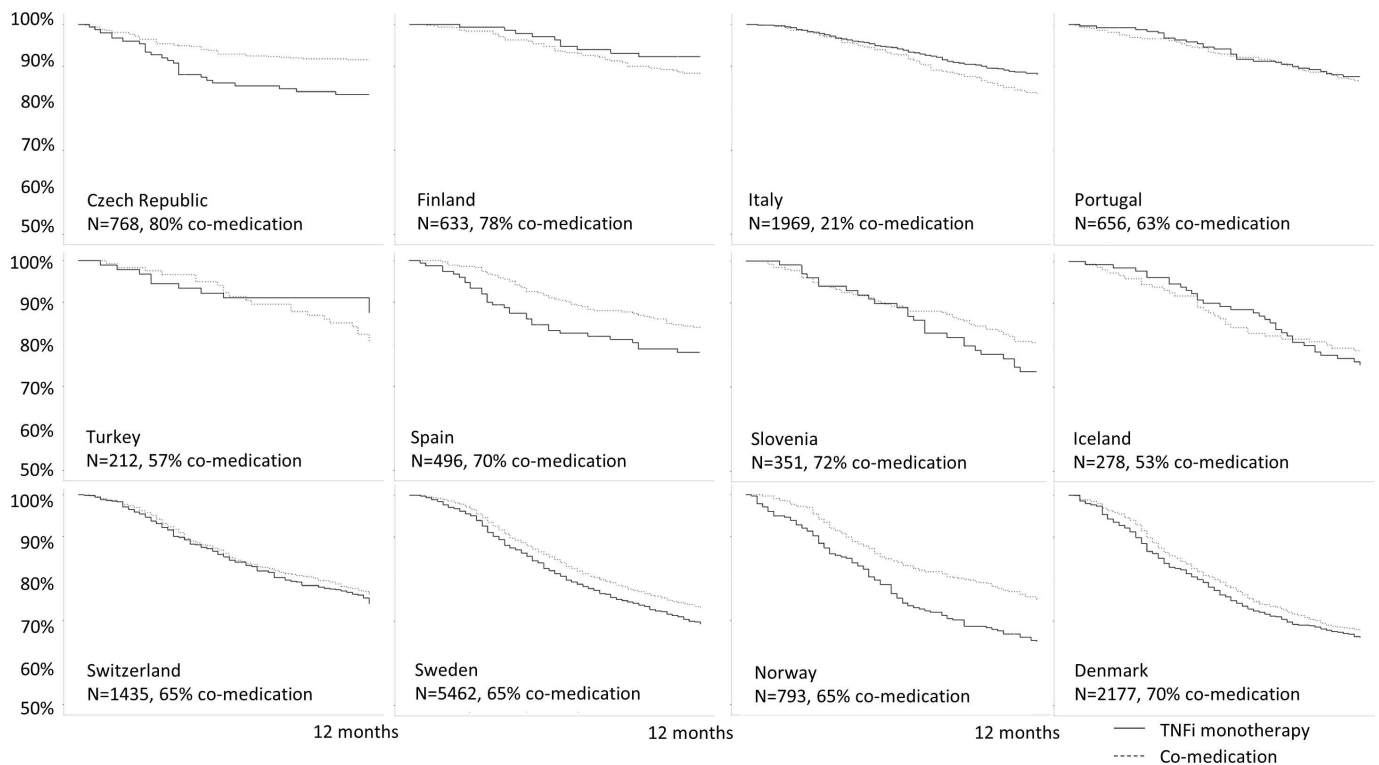 100%
90%
80%
70%
60%
50%
Czech Republic
N=768, 80% co-medication
Finland
N=633, 78% co-medication
Italy
N=1969, 21% co-medication
Portugal
N=656, 63% co-medication
100%
90%
80%
70%
60%
50%
Turkey
N=212, 57% co-medication
Spain
N=496, 70% co-medication
Slovenia
N=351, 72% co-medication
Iceland
N=278, 53% co-medication
100%
90%
80%
70%
60%
50%
Switzerland
N=1435, 65% co-medication
Sweden
N=5462, 65% co-medication
Norway
N=793, 65% co-medication
Denmark
N=2177, 70% co-medication
12 months
12 months
12 months
TNFi monotherapy
Co-medication